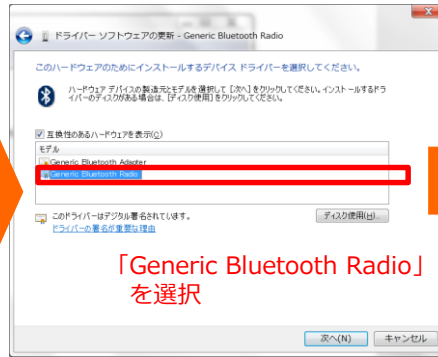 ドライバー ソフトウェアの更新 - Generic Bluetooth Radio
このハードウェアのためにインストールするデバイス ドライバーを選択してください。
ハードウェア デバイスの製造元とモデルを選択して [次へ] をクリックしてください。インストールするドラ
イバーのディスクがある場合は、[ディスク使用] をクリックしてください。
互換性のあるハードウェアを表示(C)
モデル
Generic Bluetooth Adapter
Generic Bluetooth Radio
このドライバーはデジタル署名されています。
ディスク使用(H)...
ドライバーの署名が重要な理由
「Generic Bluetooth Radio」
を選択
次へ(N)
キャンセル